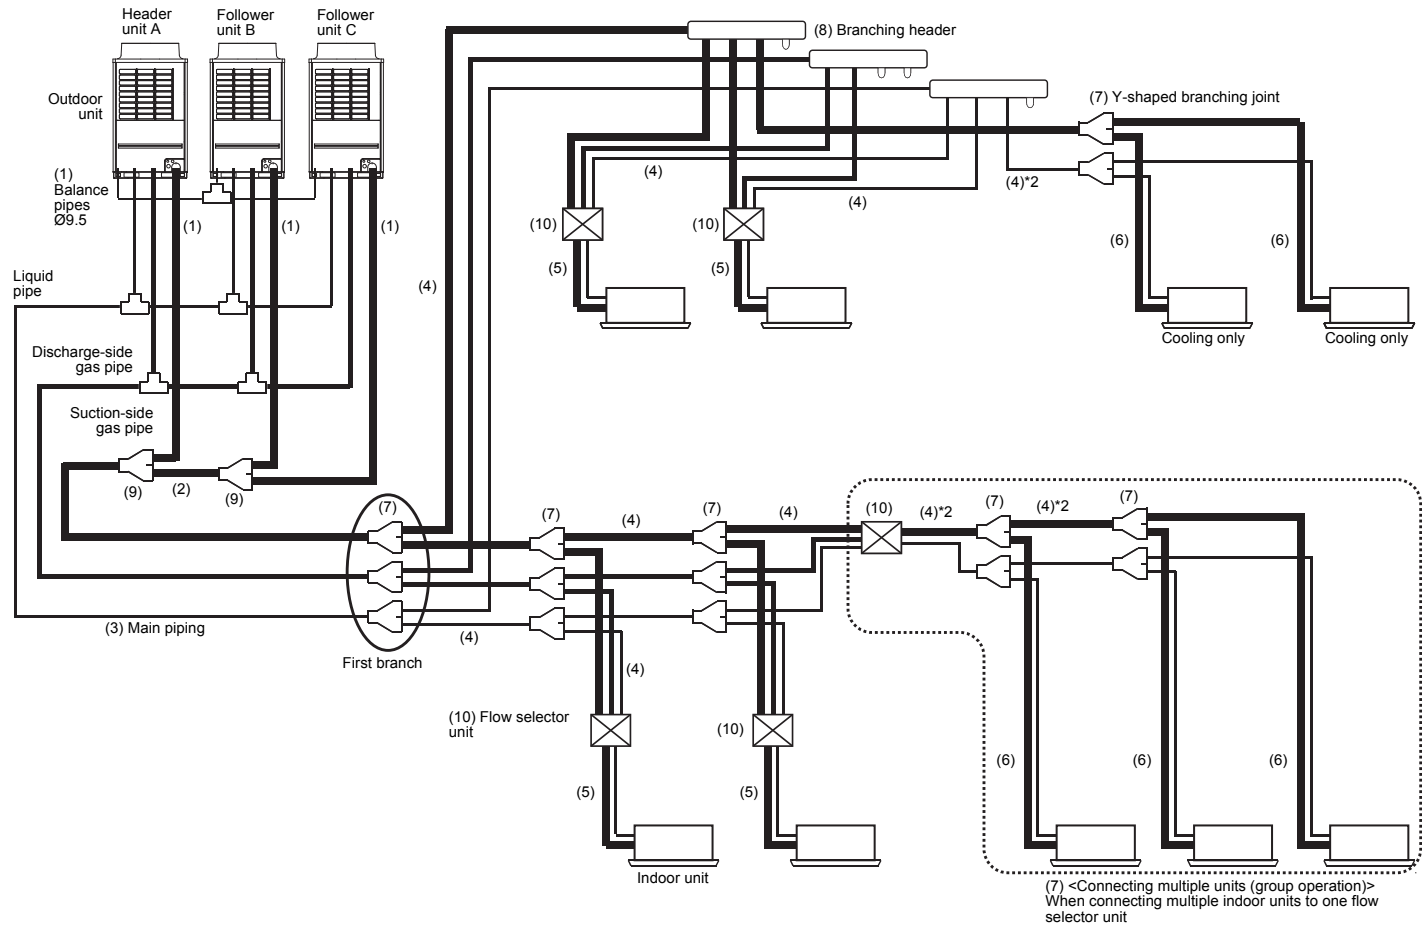 Header
unit A
Follower
unit B
Follower
unit C
(8) Branching header
Outdoor
unit
(7) Y-shaped branching joint
(1)
Balance
pipes
Ø9.5
(1)
(1)
(1)
(4)
(4)
(4)*2
(10)
(10)
(5)
(5)
(6)
(6)
Liquid
pipe
(4)
Cooling only
Cooling only
Discharge-side
gas pipe
Suction-side
gas pipe
(9)
(2)
(9)
(7)
(7)
(4)
(7)
(4)
(10)
(4)*2
(7)
(4)*2
(7)
(3) Main piping
(4)
First branch
(4)
(10) Flow selector
unit
(10)
(5)
(5)
(6)
(6)
(6)
Indoor unit
(7) <Connecting multiple units (group operation)>
When connecting multiple indoor units to one flow
selector unit